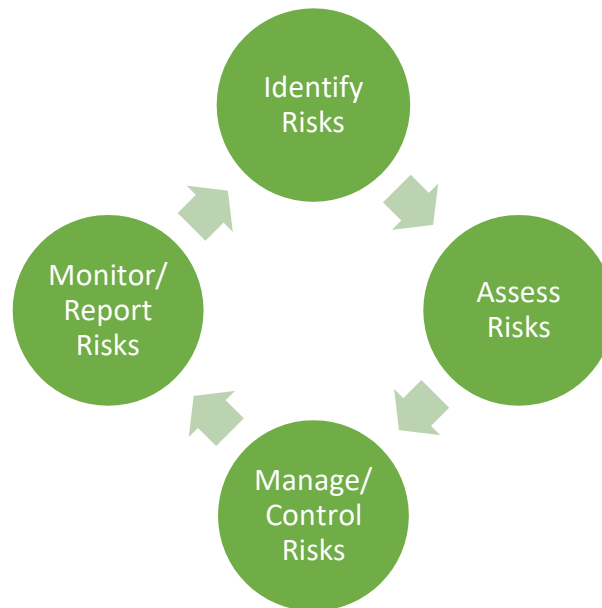 Identify
Risks
Assess
Risks
Manage/
Control
Risks
Monitor/
Report
Risks